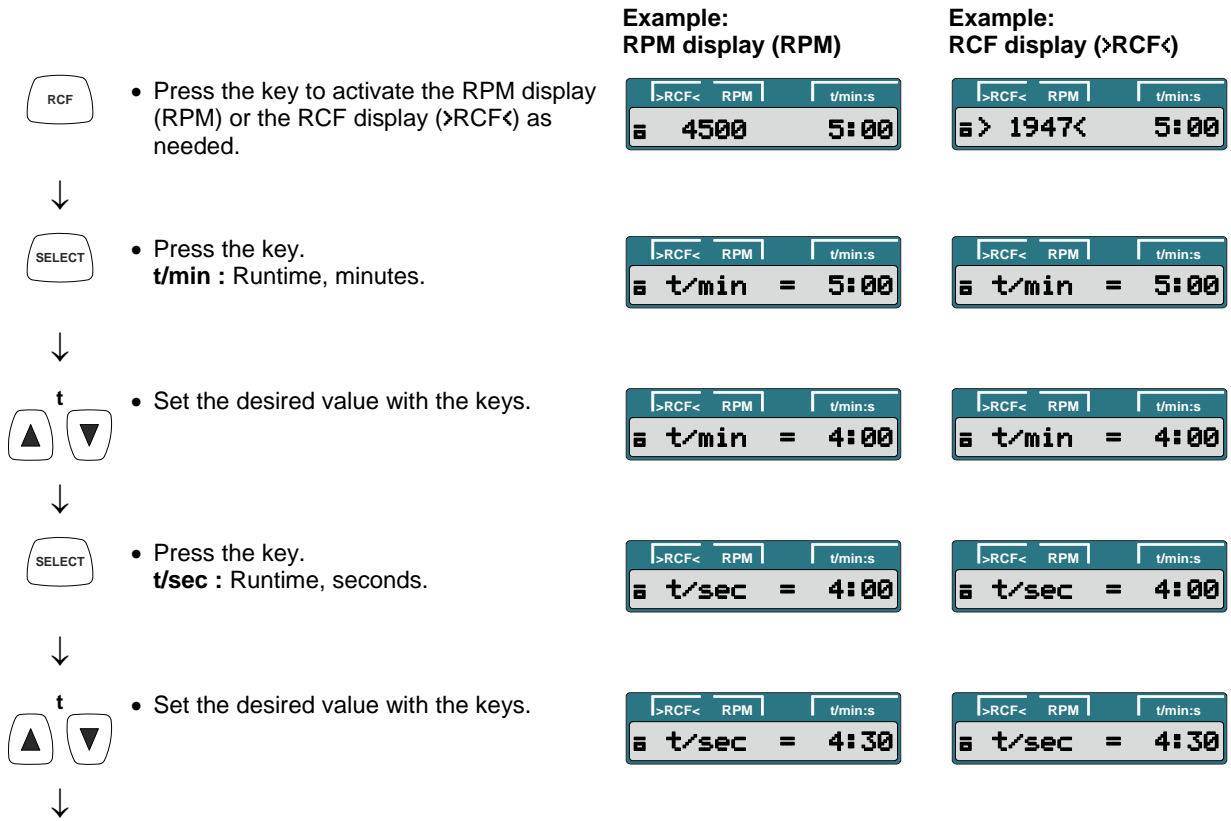 Example:
RPM display (RPM)
Example:
RCF display (>RCF<)
RCF
• Press the key to activate the RPM display
(RPM) or the RCF display (>RCF<) as
needed.
>RCF< RPM t/min:s
4500 5:00
>RCF< RPM t/min:s
> 1947< 5:00
↓
SELECT
• Press the key.
t/min : Runtime, minutes.
>RCF< RPM t/min:s
t/min = 5:00
>RCF< RPM t/min:s
t/min = 5:00
↓
t
▲ ▼
• Set the desired value with the keys.
>RCF< RPM t/min:s
t/min = 4:00
>RCF< RPM t/min:s
t/min = 4:00
↓
SELECT
• Press the key.
t/sec : Runtime, seconds.
>RCF< RPM t/min:s
t/sec = 4:00
>RCF< RPM t/min:s
t/sec = 4:00
↓
t
▲ ▼
• Set the desired value with the keys.
>RCF< RPM t/min:s
t/sec = 4:30
>RCF< RPM t/min:s
t/sec = 4:30
↓